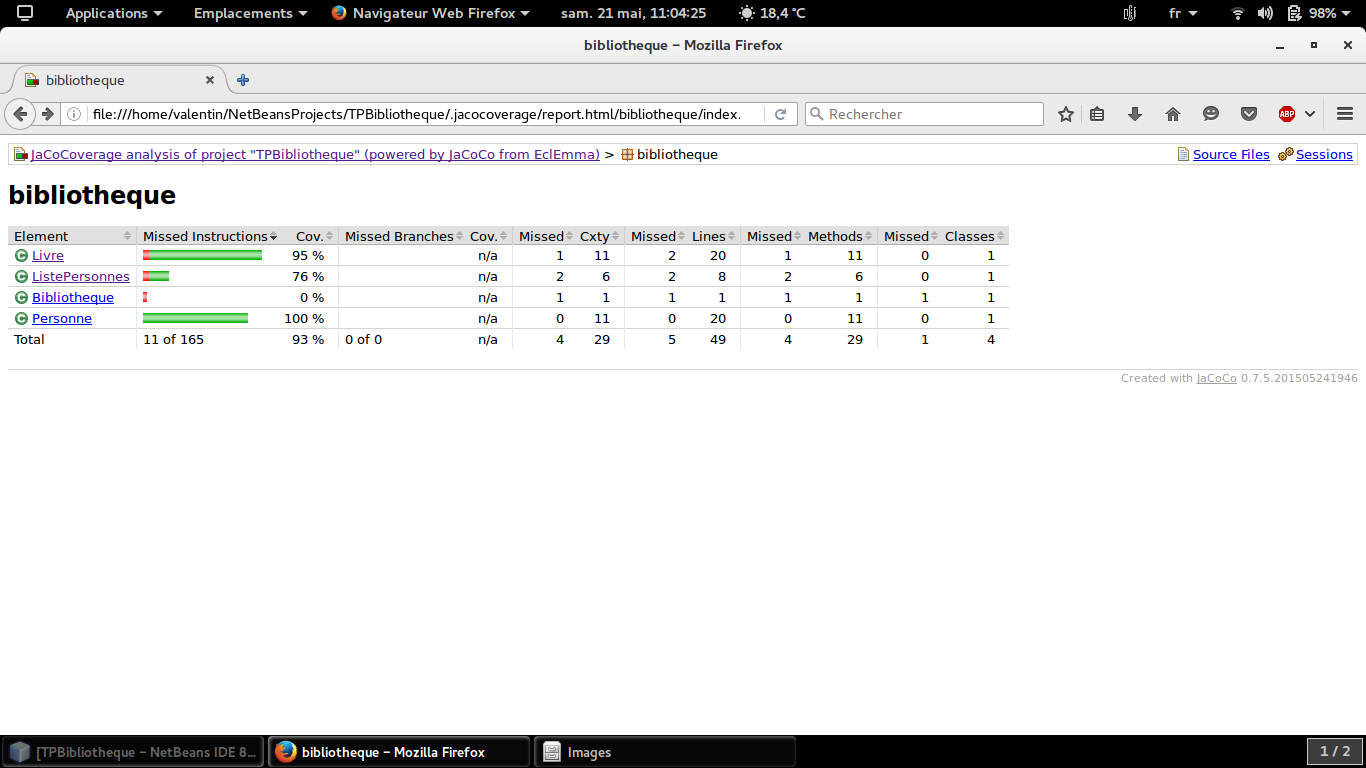 Applications Emplacements Navigateur Web Firefox sam. 21 mai, 11:04:25 18,4 °C fr 98%
bibliotheque – Mozilla Firefox
bibliotheque
file:///home/valentin/NetBeansProjects/TPBibliotheque/.jacocoverage/report.html/bibliotheque/index. Rechercher ABP
JaCoCoverage analysis of project "TPBibliotheque" (powered by JaCoCo from EclEmma) > bibliotheque Source Files Sessions
bibliotheque
Element Missed Instructions Cov. Missed Branches Cov. Missed Cxty Missed Lines Missed Methods Missed Classes
C Livre 95 % n/a 1 11 2 20 1 11 0 1
C ListePersonnes 76 % n/a 2 6 2 8 2 6 0 1
C Bibliotheque 0 % n/a 1 1 1 1 1 1 1 1
C Personne 100 % n/a 0 11 0 20 0 11 0 1
Total 11 of 165 93 % 0 of 0 n/a 4 29 5 49 4 29 1 4
Created with JaCoCo 0.7.5.201505241946
[TPBibliotheque – NetBeans IDE 8... bibliotheque – Mozilla Firefox Images 1 / 2